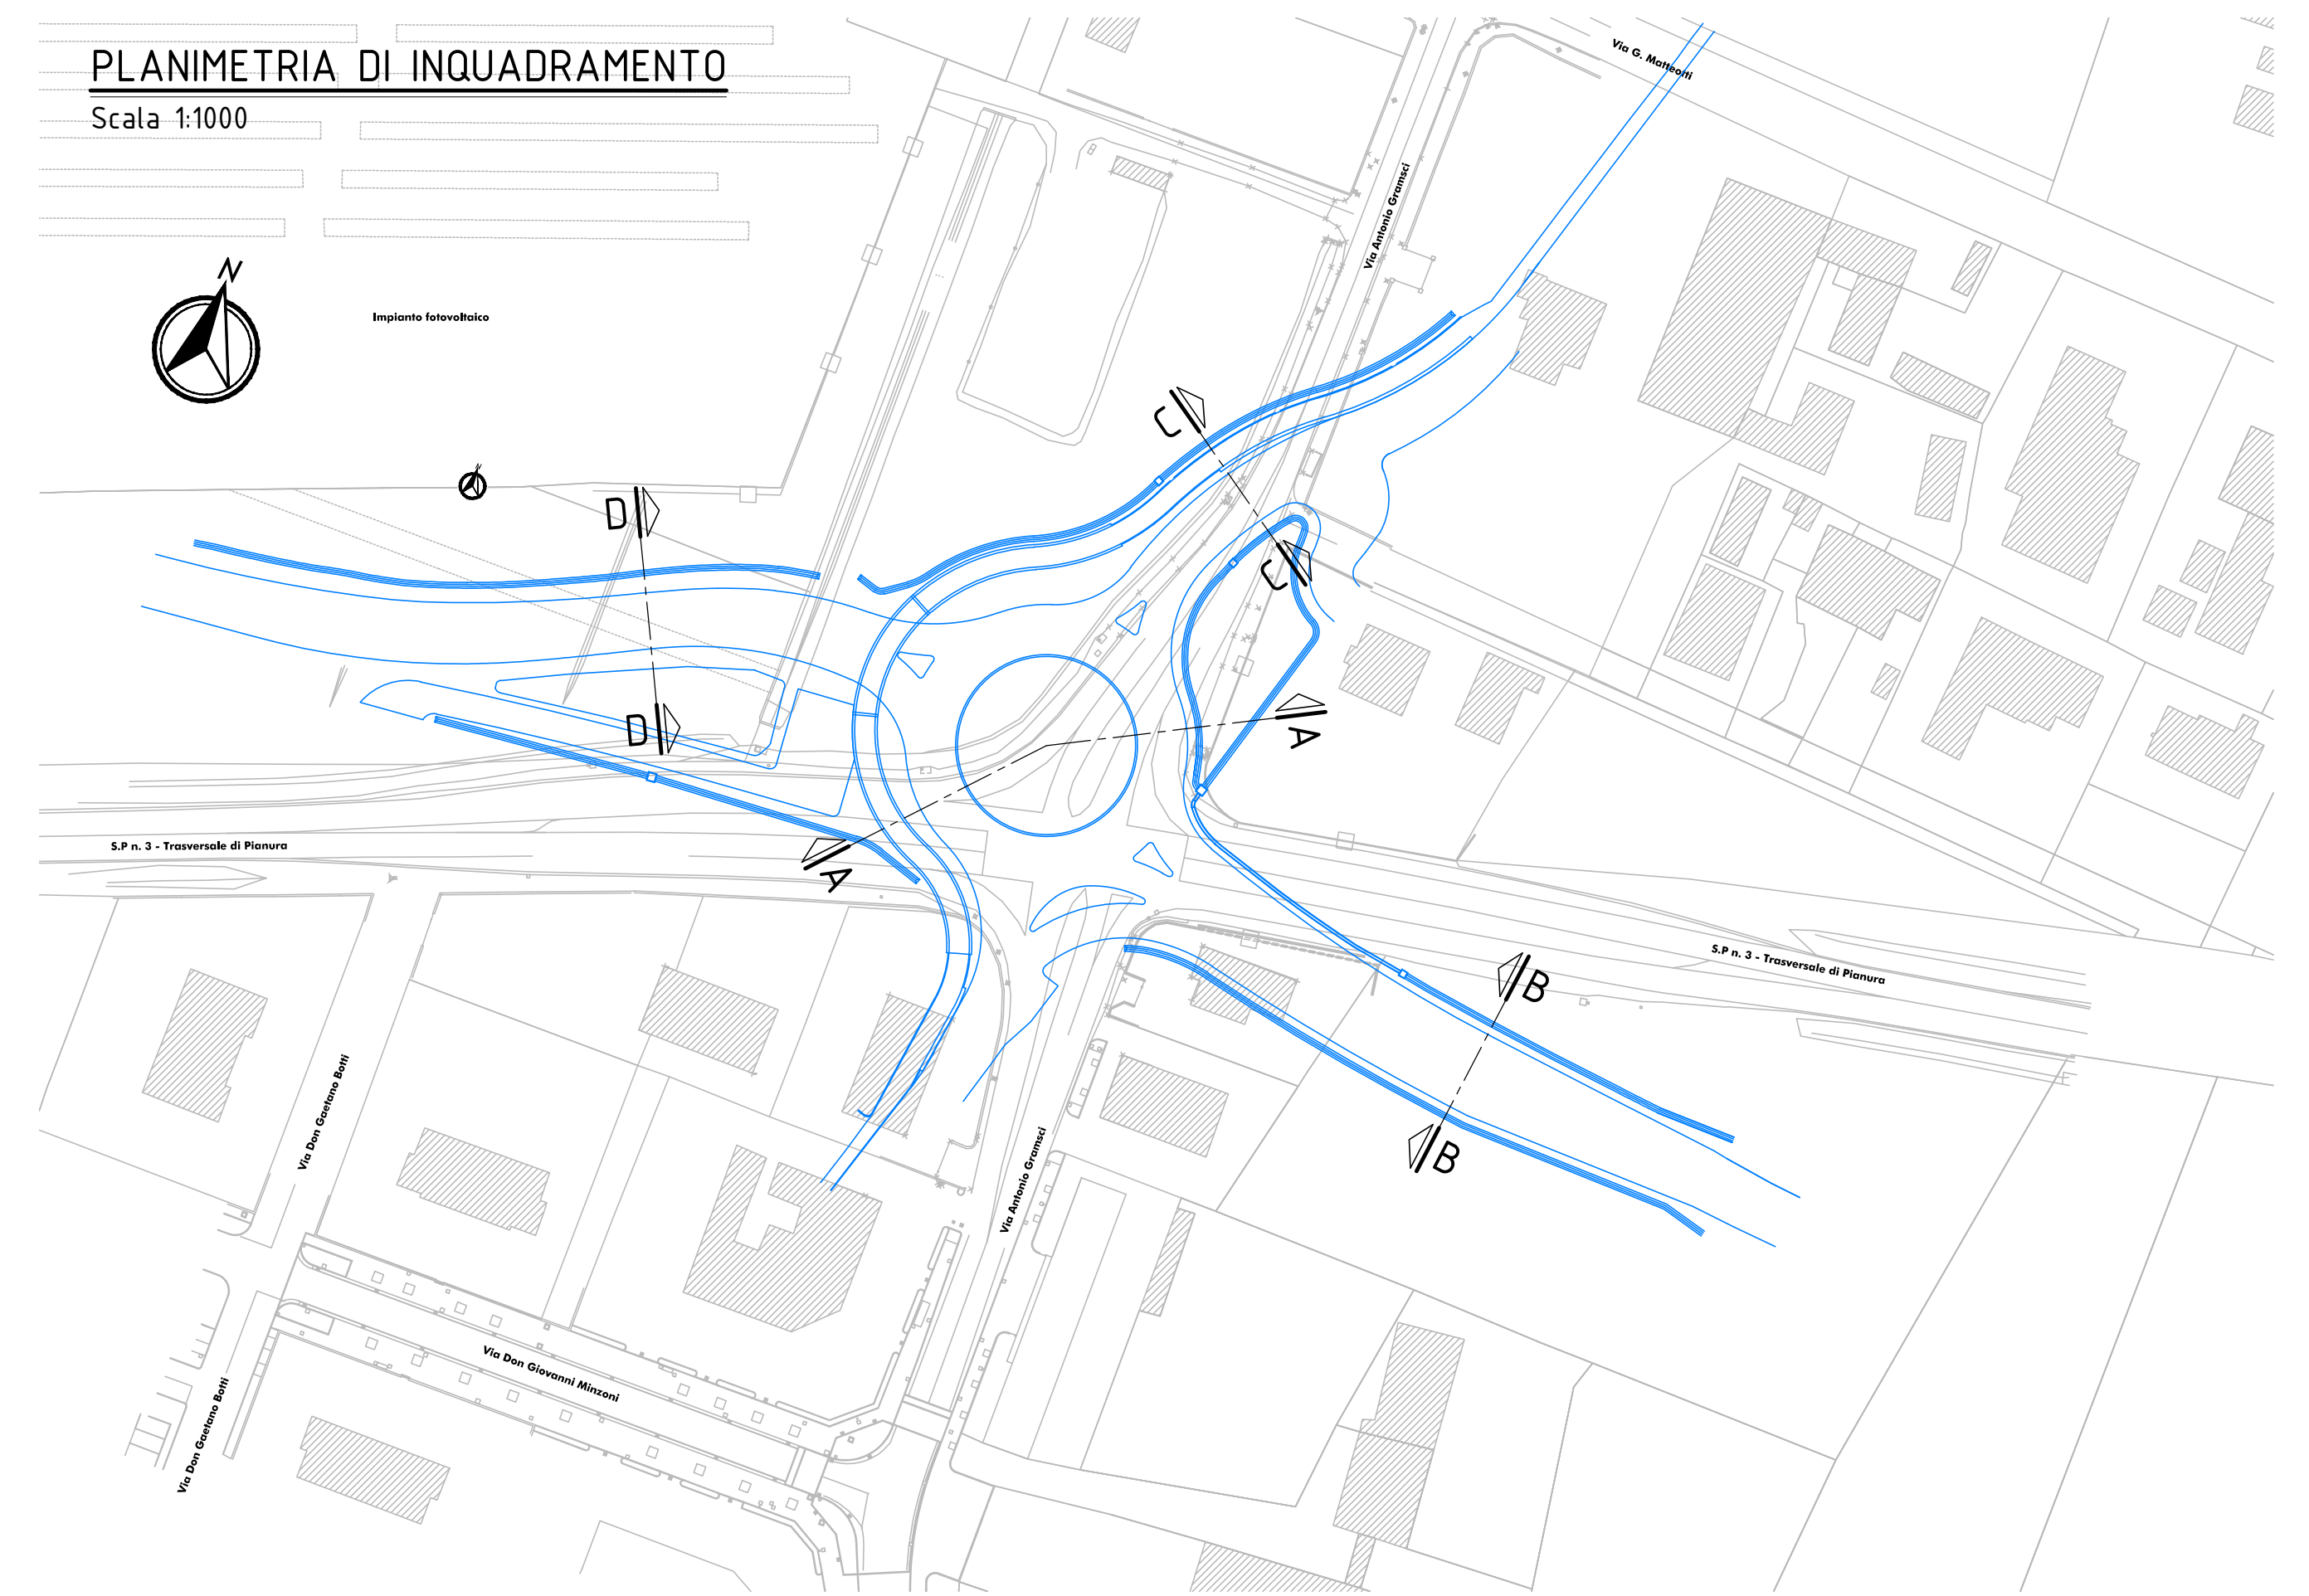 PLANIMETRIA DI INQUADRAMENTO
Scala 1:1000
Via G. Matteotti
N
Via Antonio Gramsci
Impianto fotovoltaico
C
N
D
C
D
A
A
S.P n. 3 - Trasversale di Pianura
S.P n. 3 - Trasversale di Pianura
B
B
Via Don Gaetano Botti
Via Antonio Gramsci
Via Don Giovanni Minzoni
Via Don Gaetano Botti